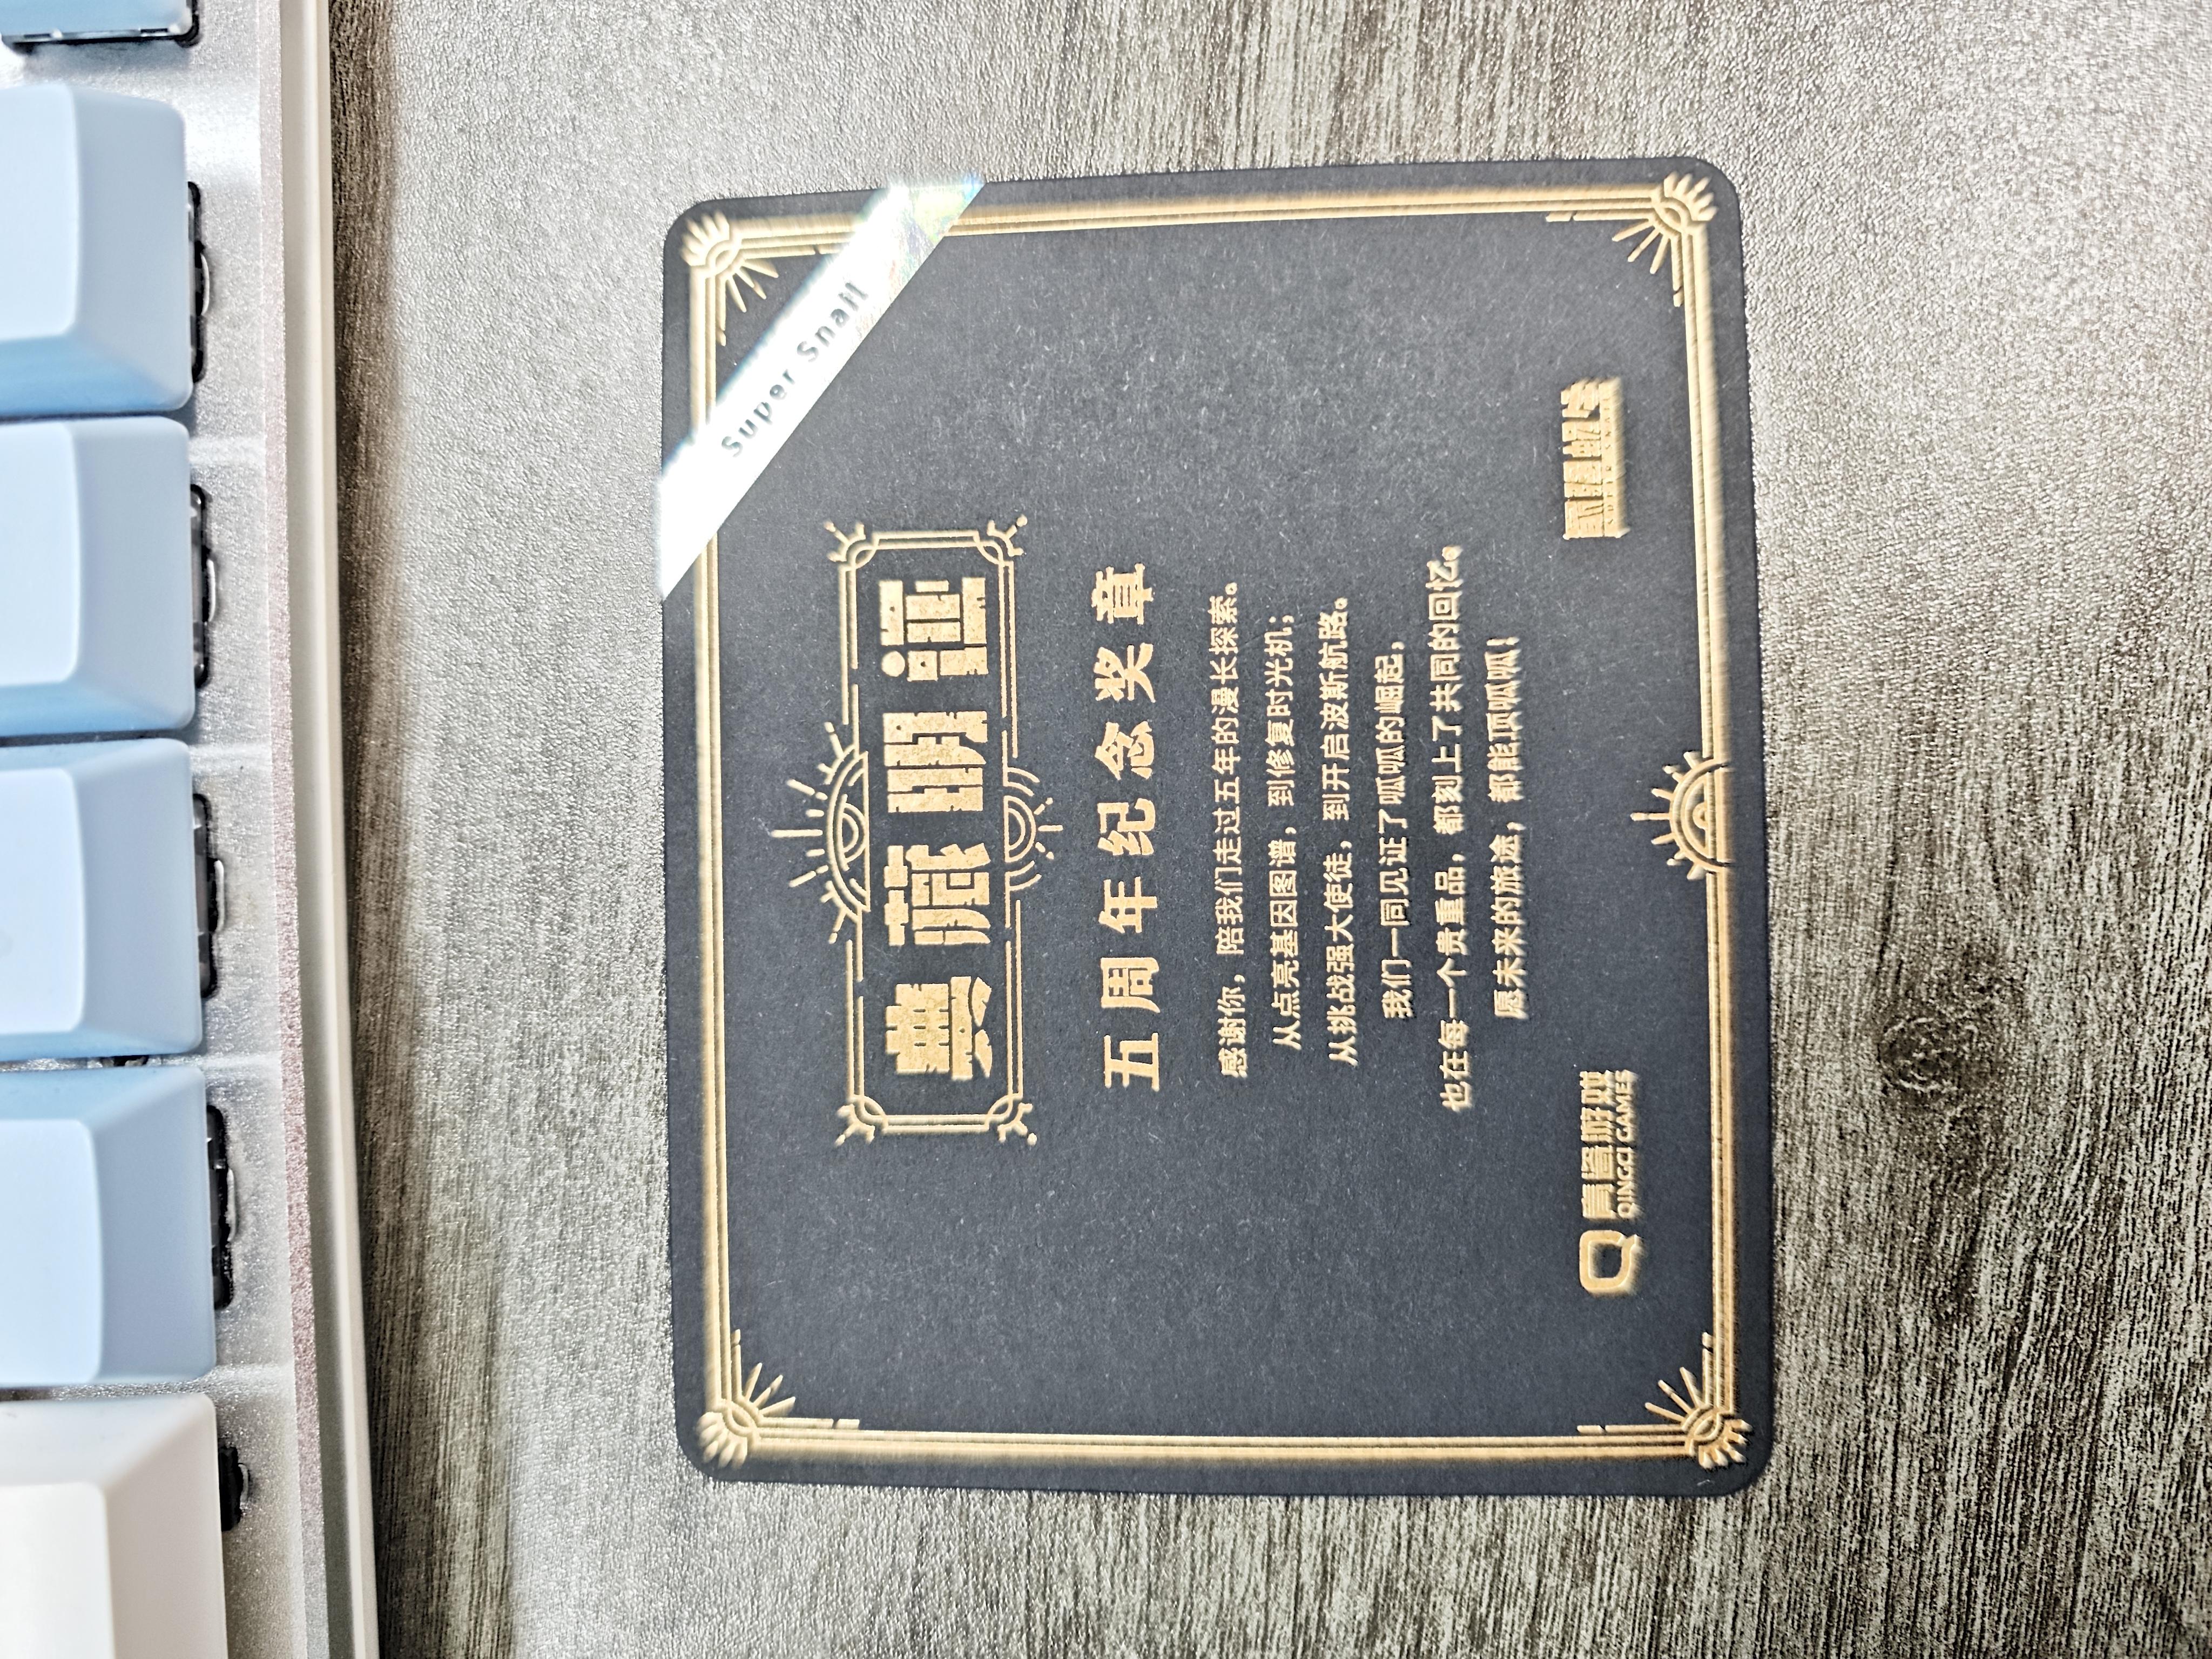 Super Snail
典藏明证
五周年纪念奖章
感谢你，陪我们走过五年的漫长探索。
从点亮基因图谱，到修复时光机；
从挑战强大使徒，到开启波斯航路。
我们一同见证了呱呱的崛起，
也在每一个贵重品，都刻上了共同的回忆。
愿未来的旅途，都能顶呱呱！
青瓷游戏
QINGCI GAMES
最强蜗牛